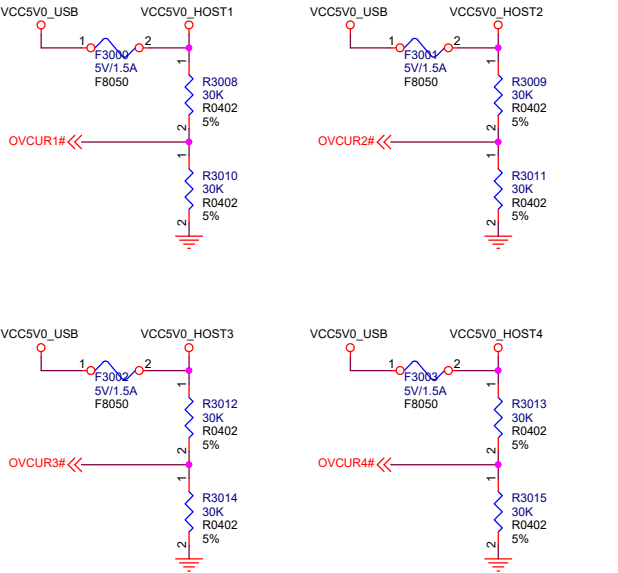 VCC5V0_USB VCC5V0_HOST1
1 2
F3000
5V/1.5A
F8050
1
R3008
30K
R0402
5%
2
OVCUR1#
1
R3010
30K
R0402
5%
2
VCC5V0_USB VCC5V0_HOST2
1 2
F3001
5V/1.5A
F8050
1
R3009
30K
R0402
5%
2
OVCUR2#
1
R3011
30K
R0402
5%
2
VCC5V0_USB VCC5V0_HOST3
1 2
F3002
5V/1.5A
F8050
1
R3012
30K
R0402
5%
2
OVCUR3#
1
R3014
30K
R0402
5%
2
VCC5V0_USB VCC5V0_HOST4
1 2
F3003
5V/1.5A
F8050
1
R3013
30K
R0402
5%
2
OVCUR4#
1
R3015
30K
R0402
5%
2